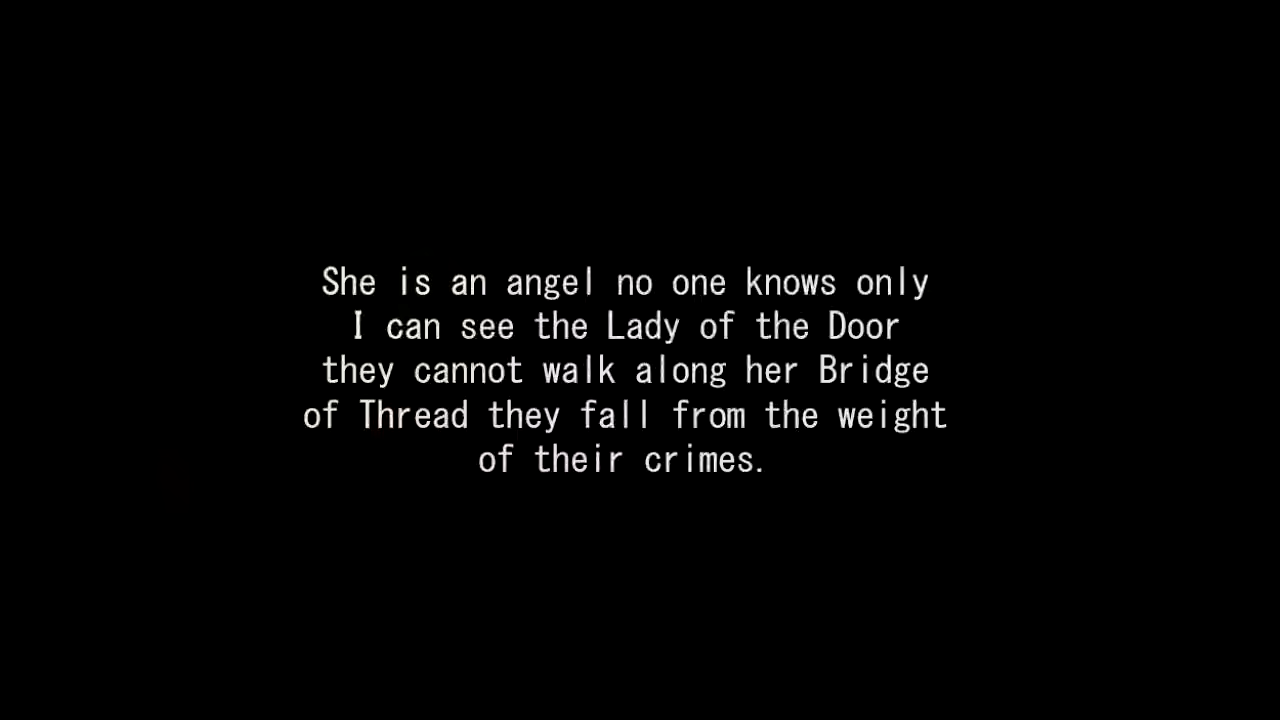 She is an angel no one knows only
I can see the Lady of the Door
they cannot walk along her Bridge
of Thread they fall from the weight
of their crimes.